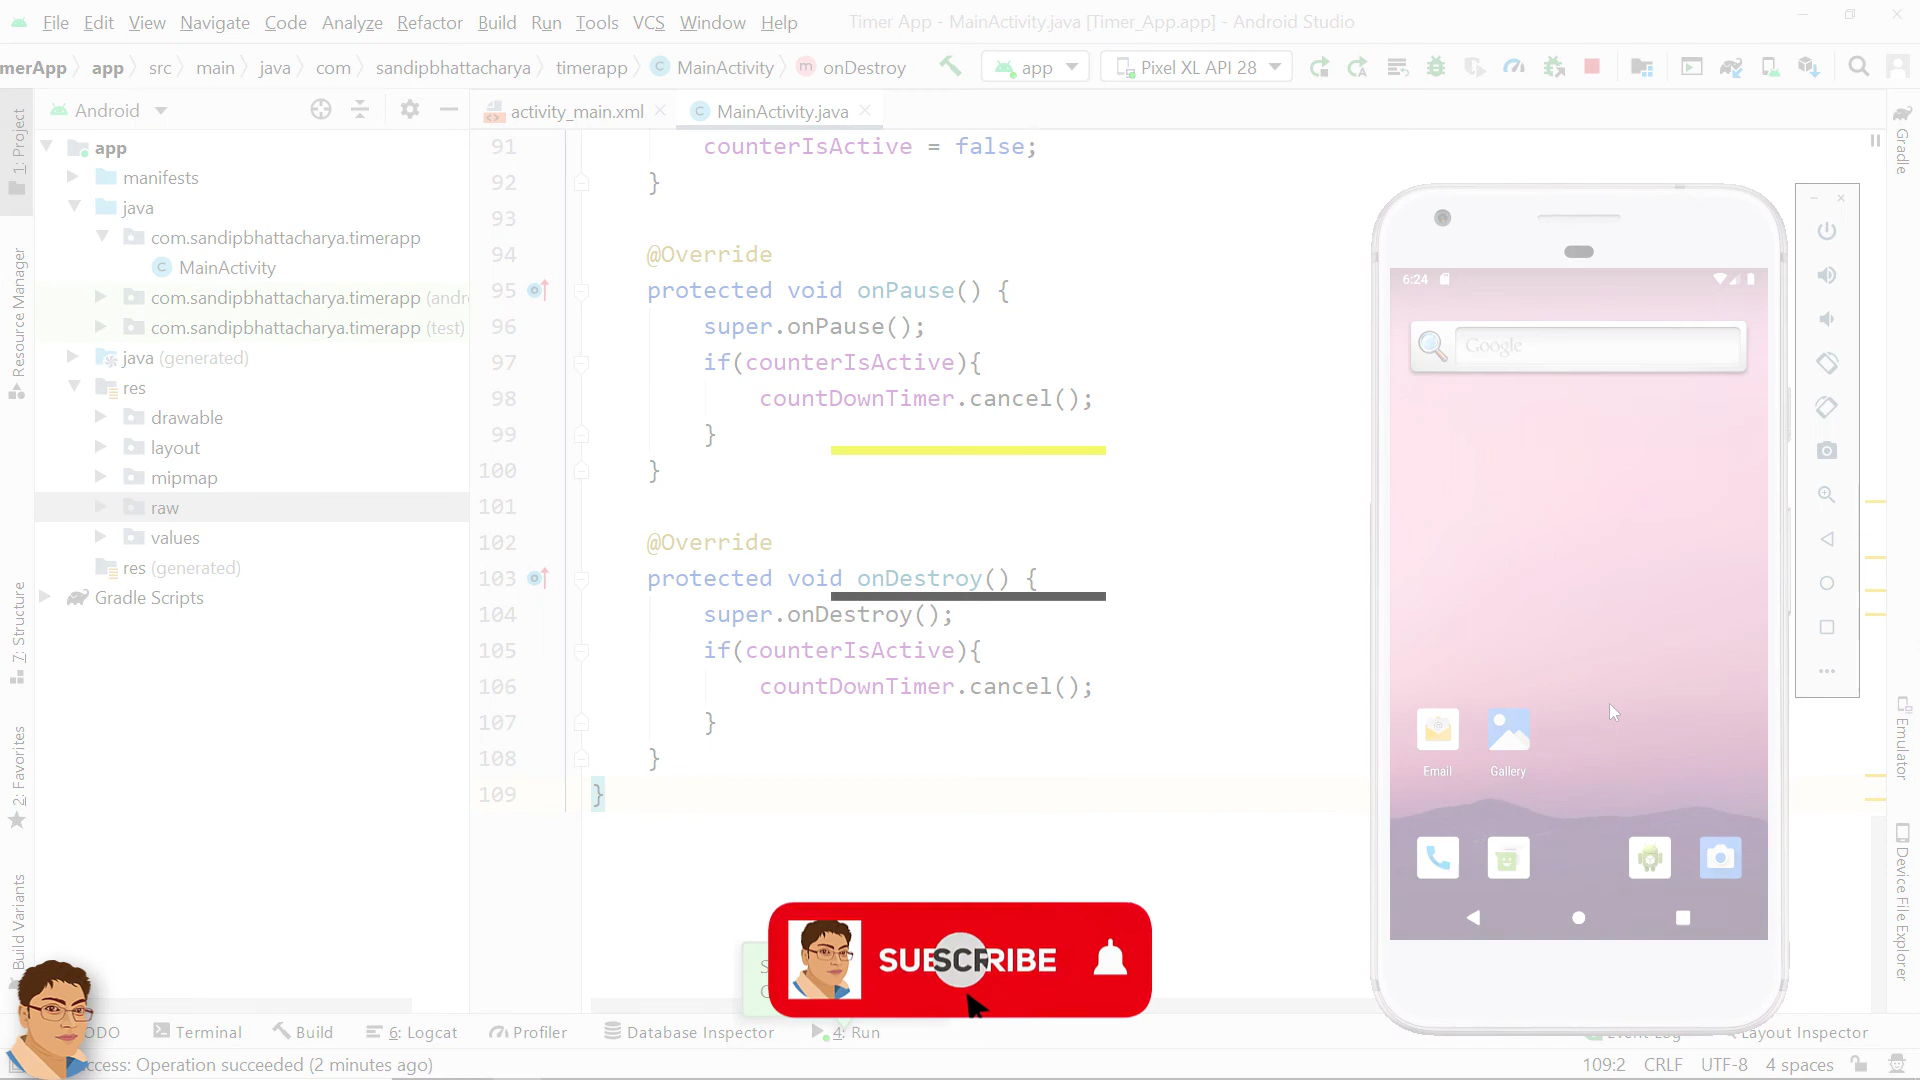 File Edit View Navigate Code Analyze Refactor Build Run Tools VCS Window Help Timer App - MainActivity.java [Timer_App.app] - Android Studio
merApp app src main java com sandipbhattacharya timerapp MainActivity onDestroy app Pixel XL API 28
Android
activity_main.xml
MainActivity.java
1: Project
Resource Manager
7: Structure
2: Favorites
Build Variants
app
manifests
java
com.sandipbhattacharya.timerapp
MainActivity
com.sandipbhattacharya.timerapp (andr
com.sandipbhattacharya.timerapp (test)
java (generated)
res
drawable
layout
mipmap
raw
values
res (generated)
Gradle Scripts
91 counterIsActive = false;
92 }
93
94 @Override
95 protected void onPause() {
96 super.onPause();
97 if(counterIsActive){
98 countDownTimer.cancel();
99 }
100 }
101
102 @Override
103 protected void onDestroy() {
104 super.onDestroy();
105 if(counterIsActive){
106 countDownTimer.cancel();
107 }
108 }
109 }
6:24
Google
Email
Gallery
Gradle
Emulator
Device File Explorer
SUBSCRIBE
ODO Terminal Build 6: Logcat Profiler Database Inspector 4: Run Event Log Layout Inspector
ccess: Operation succeeded (2 minutes ago)
109:2 CRLF UTF-8 4 spaces